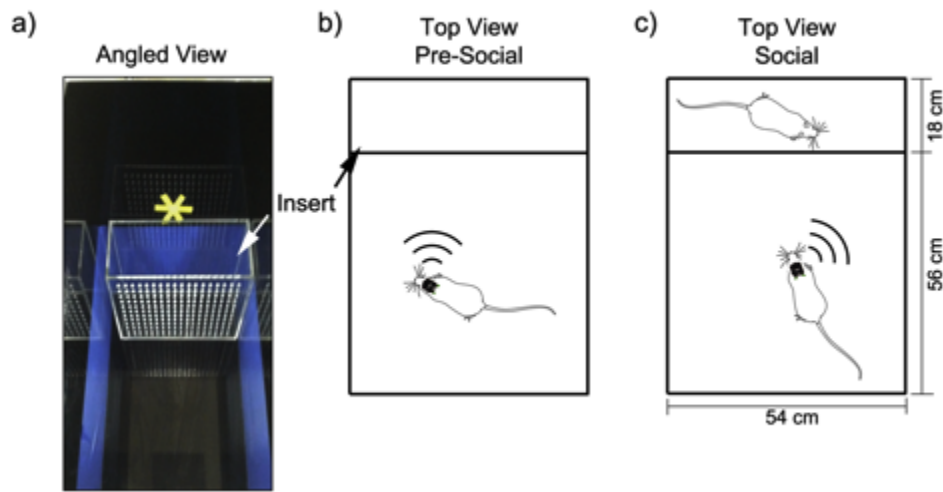 a)
Angled View
b)
Top View
Pre-Social
c)
Top View
Social
Insert
18 cm
56 cm
54 cm